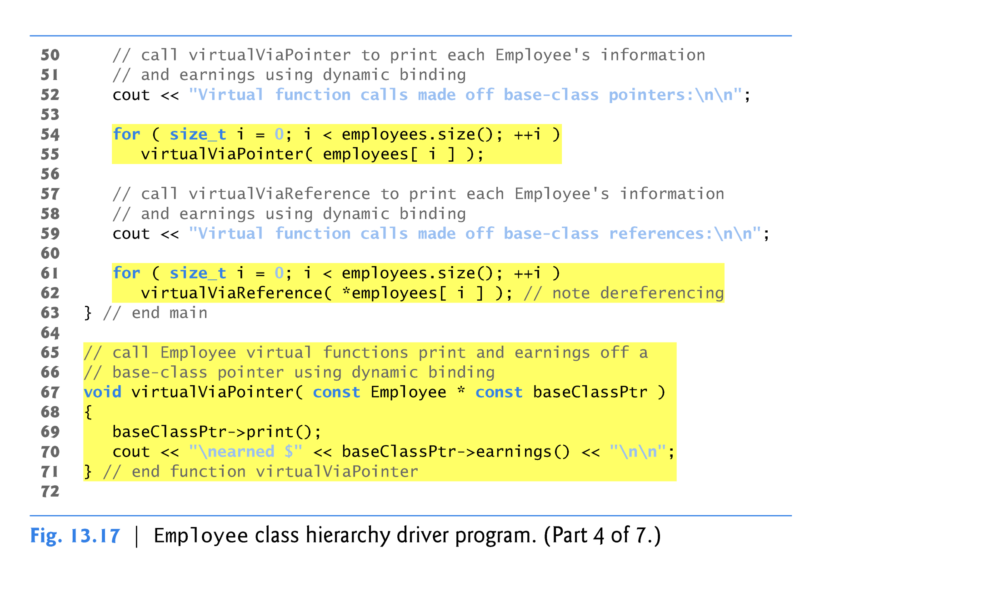 50 // call virtualViaPointer to print each Employee's information
51 // and earnings using dynamic binding
52 cout << "Virtual function calls made off base-class pointers:\n\n";
53
54 for ( size_t i = 0; i < employees.size(); ++i )
55 virtualViaPointer( employees[ i ] );
56
57 // call virtualViaReference to print each Employee's information
58 // and earnings using dynamic binding
59 cout << "Virtual function calls made off base-class references:\n\n";
60
61 for ( size_t i = 0; i < employees.size(); ++i )
62 virtualViaReference( *employees[ i ] ); // note dereferencing
63 } // end main
64
65 // call Employee virtual functions print and earnings off a
66 // base-class pointer using dynamic binding
67 void virtualViaPointer( const Employee * const baseClassPtr )
68 {
69 baseClassPtr->print();
70 cout << "\nearned $" << baseClassPtr->earnings() << "\n\n";
71 } // end function virtualViaPointer
72
Fig. 13.17 | Employee class hierarchy driver program. (Part 4 of 7.)